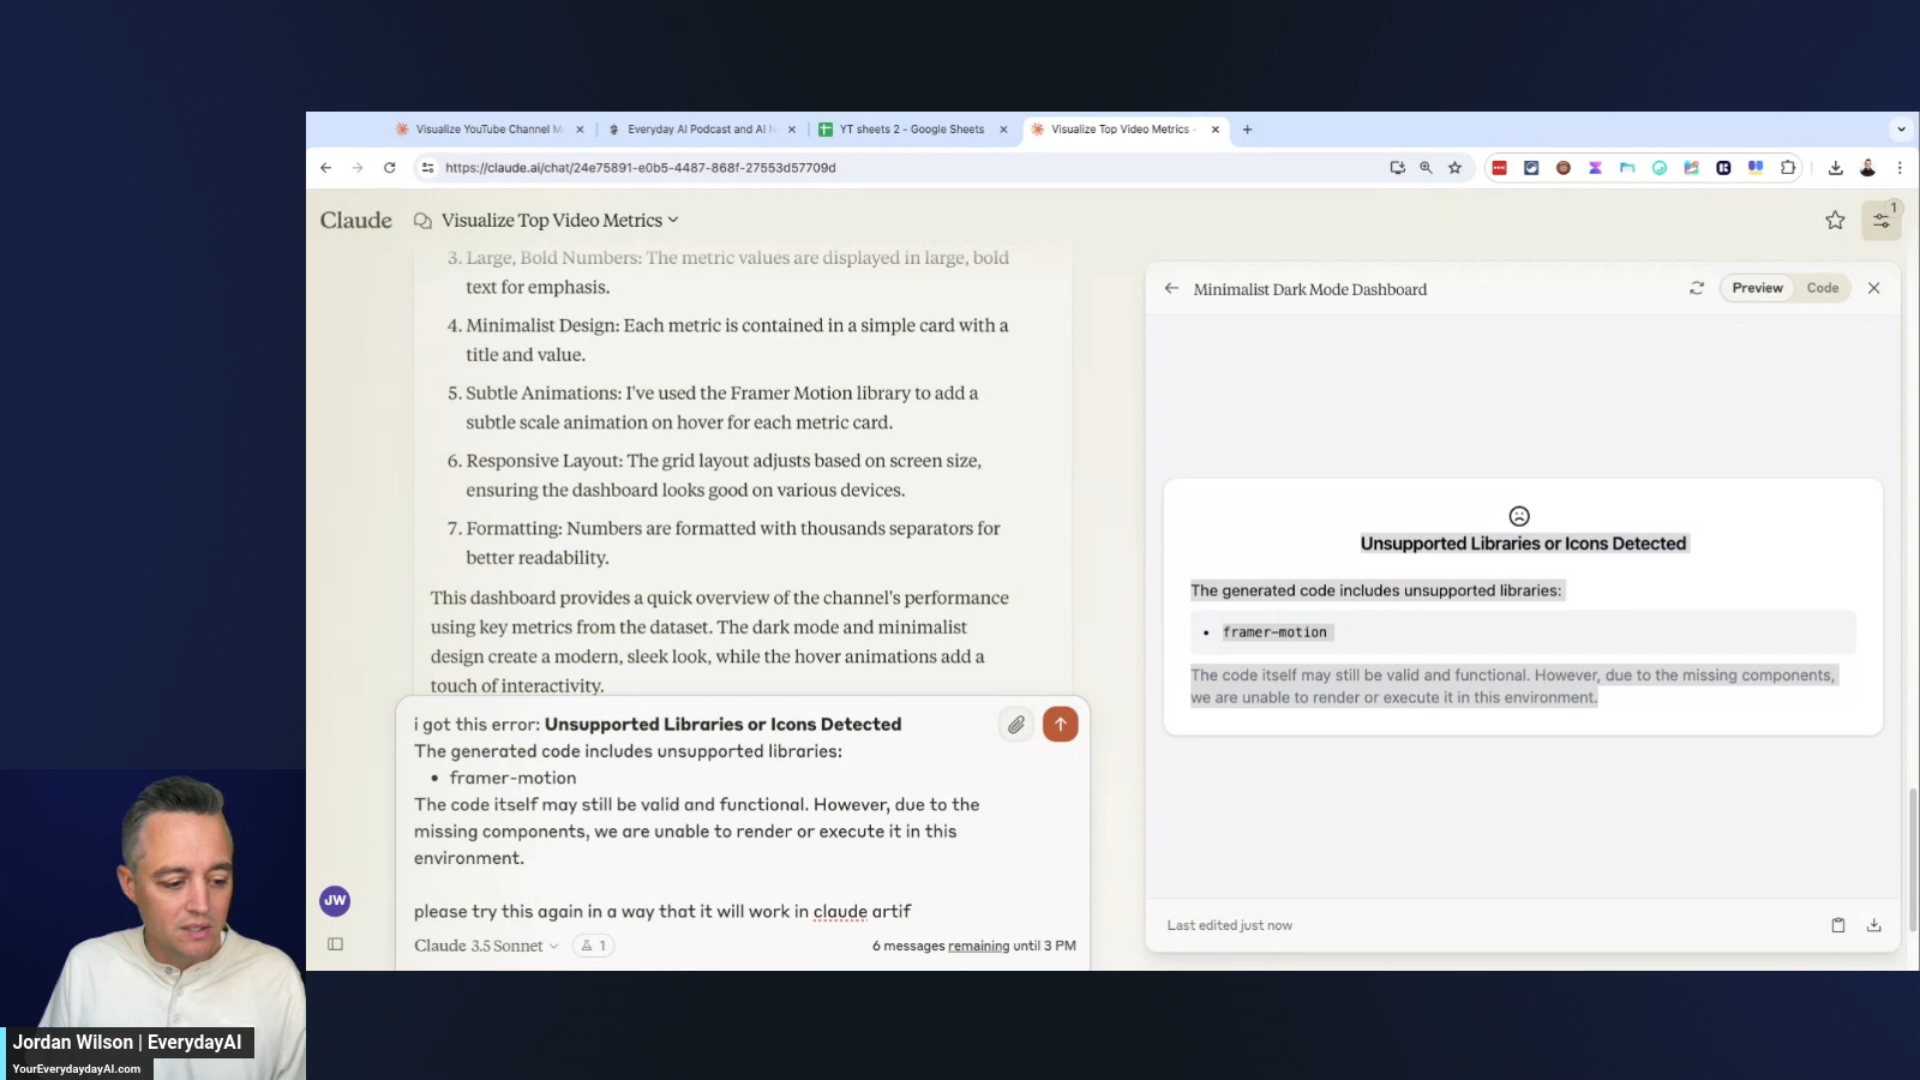 Visualize YouTube Channel M
Everyday AI Podcast and AI N
YT sheets 2 - Google Sheets
Visualize Top Video Metrics -
https://claude.ai/chat/24e75891-e0b5-4487-868f-27553d57709d
Claude
Visualize Top Video Metrics
1
3. Large, Bold Numbers: The metric values are displayed in large, bold
text for emphasis.
4. Minimalist Design: Each metric is contained in a simple card with a
title and value.
5. Subtle Animations: I've used the Framer Motion library to add a
subtle scale animation on hover for each metric card.
6. Responsive Layout: The grid layout adjusts based on screen size,
ensuring the dashboard looks good on various devices.
7. Formatting: Numbers are formatted with thousands separators for
better readability.
This dashboard provides a quick overview of the channel's performance
using key metrics from the dataset. The dark mode and minimalist
design create a modern, sleek look, while the hover animations add a
touch of interactivity.
i got this error: Unsupported Libraries or Icons Detected
The generated code includes unsupported libraries:
• framer-motion
The code itself may still be valid and functional. However, due to the
missing components, we are unable to render or execute it in this
environment.
please try this again in a way that it will work in claude artif
Claude 3.5 Sonnet
1
6 messages remaining until 3 PM
JW
Minimalist Dark Mode Dashboard
Preview
Code
Unsupported Libraries or Icons Detected
The generated code includes unsupported libraries:
• framer-motion
The code itself may still be valid and functional. However, due to the missing components,
we are unable to render or execute it in this environment.
Last edited just now
Jordan Wilson | EverydayAI
YourEverydaydayAI.com